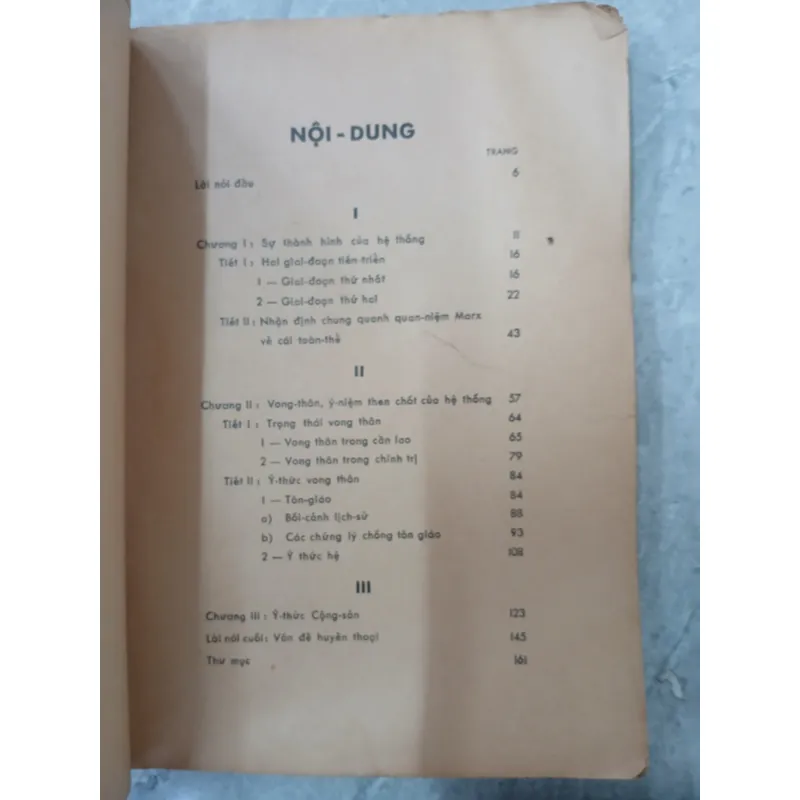 NỘI - DUNG
TRANG
Lời nói đầu 6
I
Chương I : Sự thành hình của hệ thống 11
Tiết I : Hai giai-đoạn tiến-triển 16
1 — Giai-đoạn thứ nhất 16
2 — Giai-đoạn thứ hai 22
Tiết II : Nhận định chung quanh quan-niệm Marx
về cái toàn-thể 43
II
Chương II : Vong-thân, ý-niệm then chốt của hệ thống 57
Tiết I : Trạng thái vong thân 64
1 — Vong thân trong cần lao 65
2 — Vong thân trong chính trị 79
Tiết II : Ý-thức vong thân 84
1 — Tôn-giáo 84
a) Bối-cảnh lịch-sử 88
b) Các chứng lý chống tôn giáo 93
2 — Ý thức hệ 108
III
Chương III : Ý-thức Cộng-sản 123
Lời nói cuối : Vấn đề huyền thoại 145
Thư mục 161